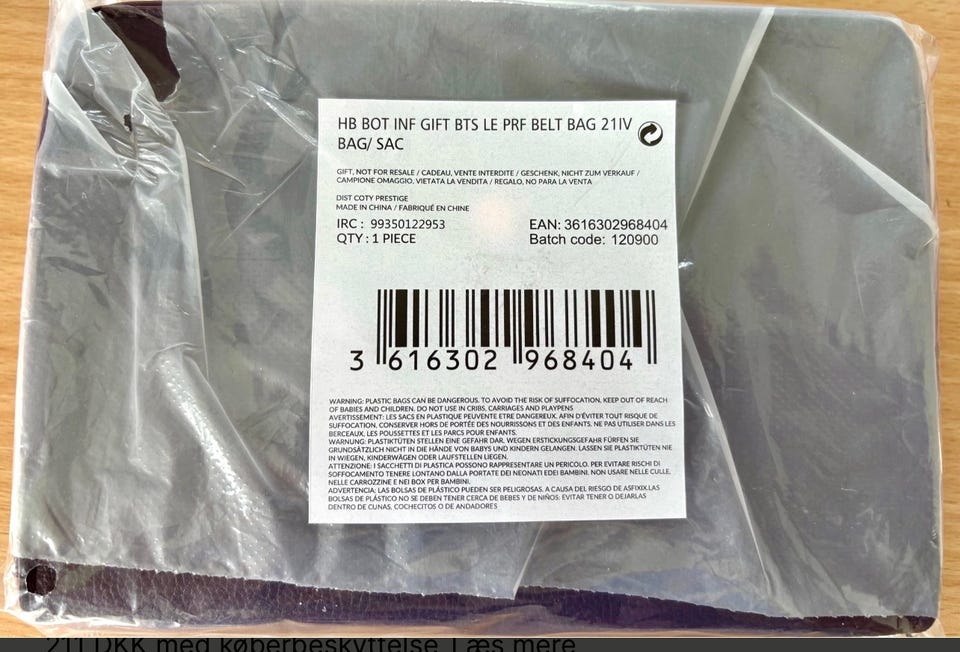 HB BOT INF GIFT BTS LE PRF BELT BAG 21IV
BAG/ SAC
GIFT, NOT FOR RESALE / CADEAU, VENTE INTERDITE / GESCHENK, NICHT ZUM VERKAUF /
CAMPIONE OMAGGIO, VIETATA LA VENDITA / REGALO, NO PARA LA VENTA
DIST COTY PRESTIGE
MADE IN CHINA / FABRIQUÉ EN CHINE
IRC : 99350122953
EAN: 3616302968404
QTY : 1 PIECE
Batch code: 120900
3 616302 968404
WARNING: PLASTIC BAGS CAN BE DANGEROUS. TO AVOID THE RISK OF SUFFOCATION, KEEP OUT OF REACH
OF BABIES AND CHILDREN. DO NOT USE IN CRIBS, CARRIAGES AND PLAYPENS
AVERTISSEMENT: LES SACS EN PLASTIQUE PEUVENTE ETRE DANGEREUX. AFIN D'ÉVITER TOUT RISQUE DE
SUFFOCATION, CONSERVER HORS DE PORTÉE DES NOURRISSONS ET DES ENFANTS. NE PAS UTILISER DANS LES
BERCEAUX, LES POUSSETTES ET LES PARCS POUR ENFANTS.
WARNUNG: PLASTIKTÜTEN STELLEN EINE GEFAHR DAR. WEGEN ERSTICKUNGSGEFAHR FÜRFEN SIE
GRUNDSÄTZLICH NICHT IN DIE HÄNDE VON BABYS UND KINDERN GELANGEN. LASSEN SIE PLASTIKTÜTEN NIE
IN WIEGEN, KINDERWÄGEN ODER LAUFSTELLEN LIEGEN.
ATTENZIONE: I SACCHETTI DI PLASTICA POSSONO RAPPRESENTARE UN PERICOLO. PER EVITARE RISCHI DI
SOFFOCAMENTO TENERE LONTANO DALLA PORTATE DEI NEONATI EDEI BAMBINI. NON USARE NELLE CULLE,
NELLE CARROZZINE E NEI BOX PER BAMBINI.
ADVERTENCIA: LAS BOLSAS DE PLÁSTICO PUEDEN SER PELIGROSAS. A CAUSA DEL RIESGO DE ASFIXIX.LAS
BOLSAS DE PLÁSTICO NO SE DEBEN TENER CERCA DE BEBES Y DE NIÑOS: EVITAR TENER O DEJARLAS
DENTRO DE CUNAS, COCHECITOS O DE ANDADORES
211 DKK med køberbeskyttelse Læs mere